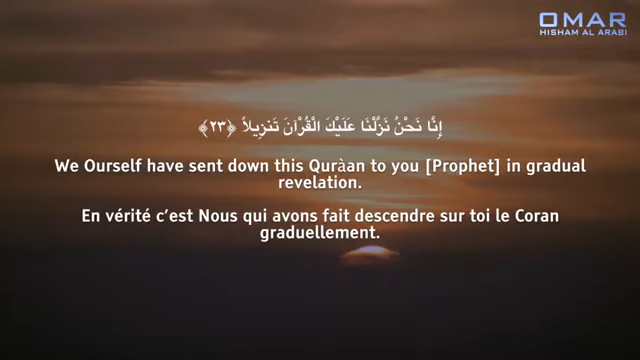 OMAR
HISHAM AL ARABI
إِنَّا نَحْنُ نَزَّلْنَا عَلَيْكَ الْقُرْآنَ تَنزِيلاً ﴿٢٣﴾
We Ourself have sent down this Quràan to you [Prophet] in gradual
revelation.
En vérité c’est Nous qui avons fait descendre sur toi le Coran
graduellement.